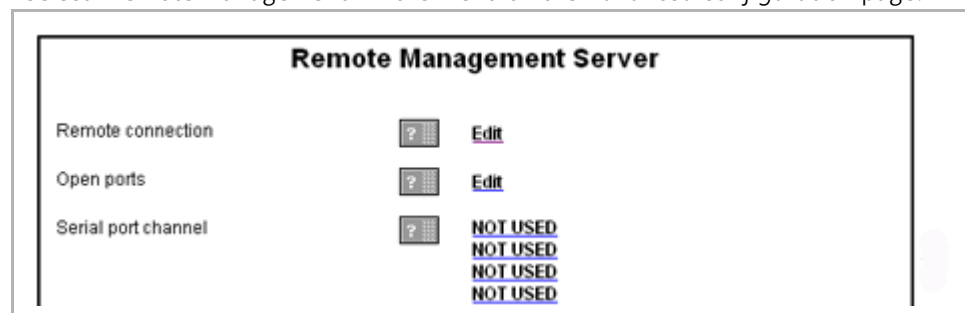 Remote Management Server
Remote connection ? Edit
Open ports ? Edit
Serial port channel ? NOT USED
NOT USED
NOT USED
NOT USED